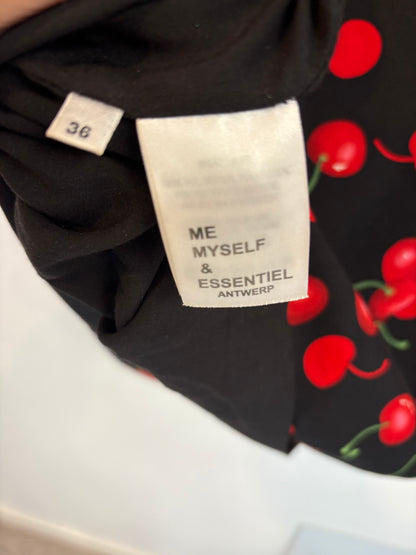 36
ME
MYSELF
&
ESSENTIEL
ANTWERP